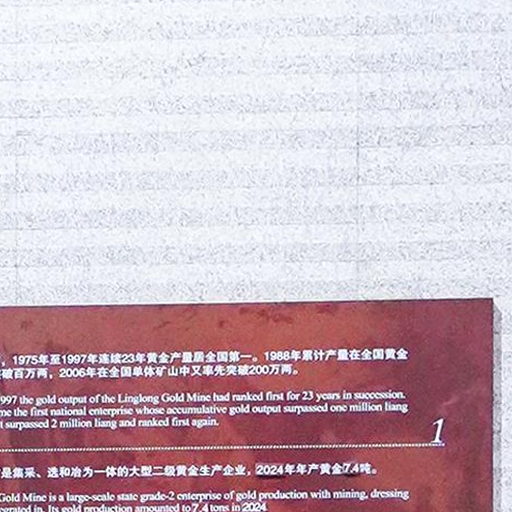 ，1975年至1997年连续23年黄金产量居全国第一。1988年累计产量在全国黄金
破百万两，2006年在全国单体矿山中又率先突破200万两。
997 the gold output of the Linglong Gold Mine had ranked first for 23 years in succession.
me the first national enterprise whose accumulative gold output surpassed one million liang
t surpassed 2 million liang and ranked first again.
1
是集采、选和冶为一体的大型二级黄金生产企业，2024年年产黄金7.4吨。
Gold Mine is a large-scale state grade-2 enterprise of gold production with mining, dressing
egrated in. Its gold production amounted to 7.4 tons in 2024